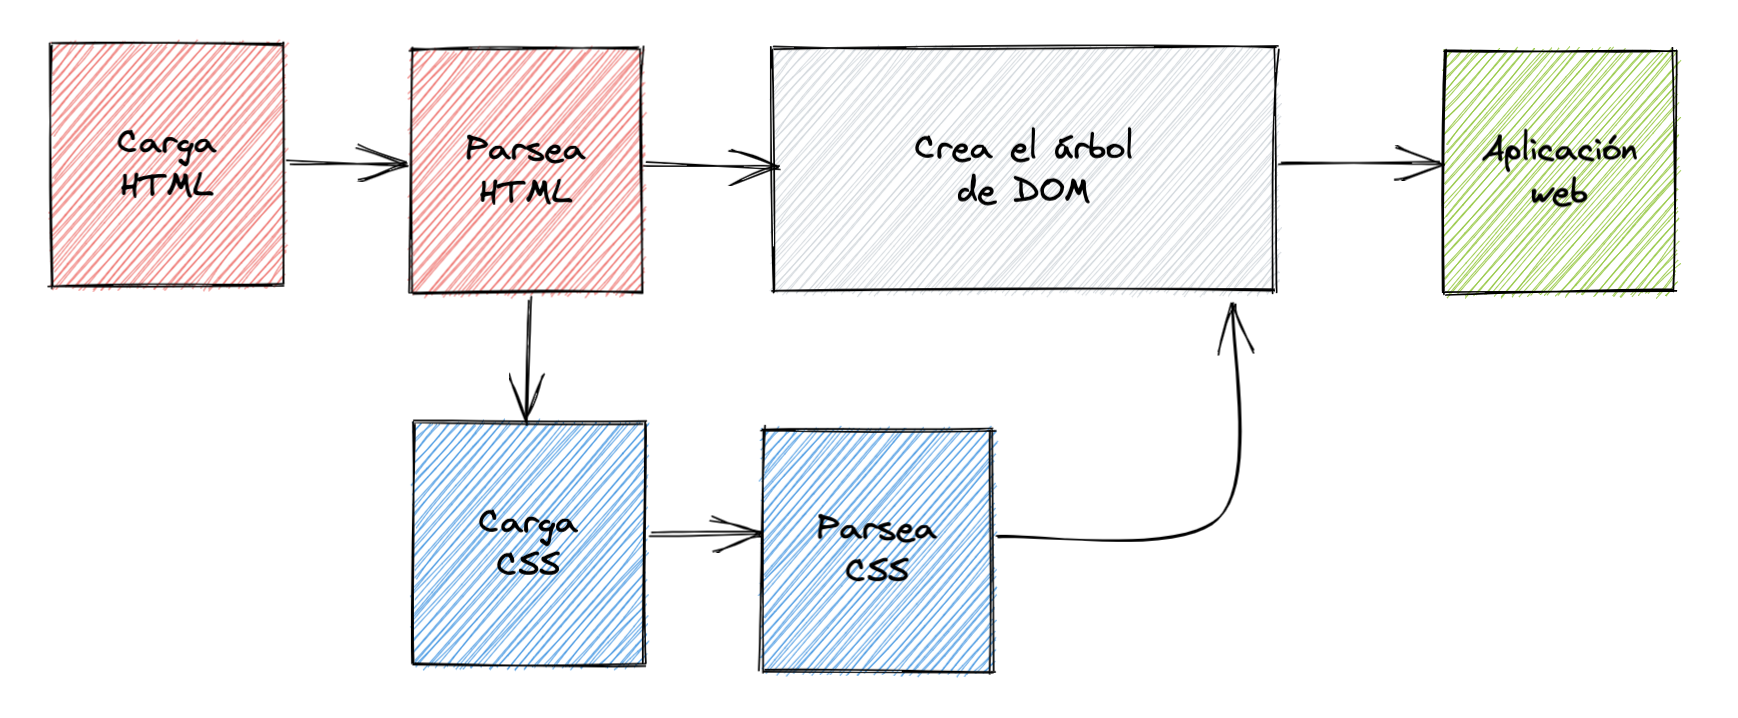 Carga
HTML
Parsea
HTML
Crea el árbol
de DOM
Aplicación
web
Carga
CSS
Parsea
CSS